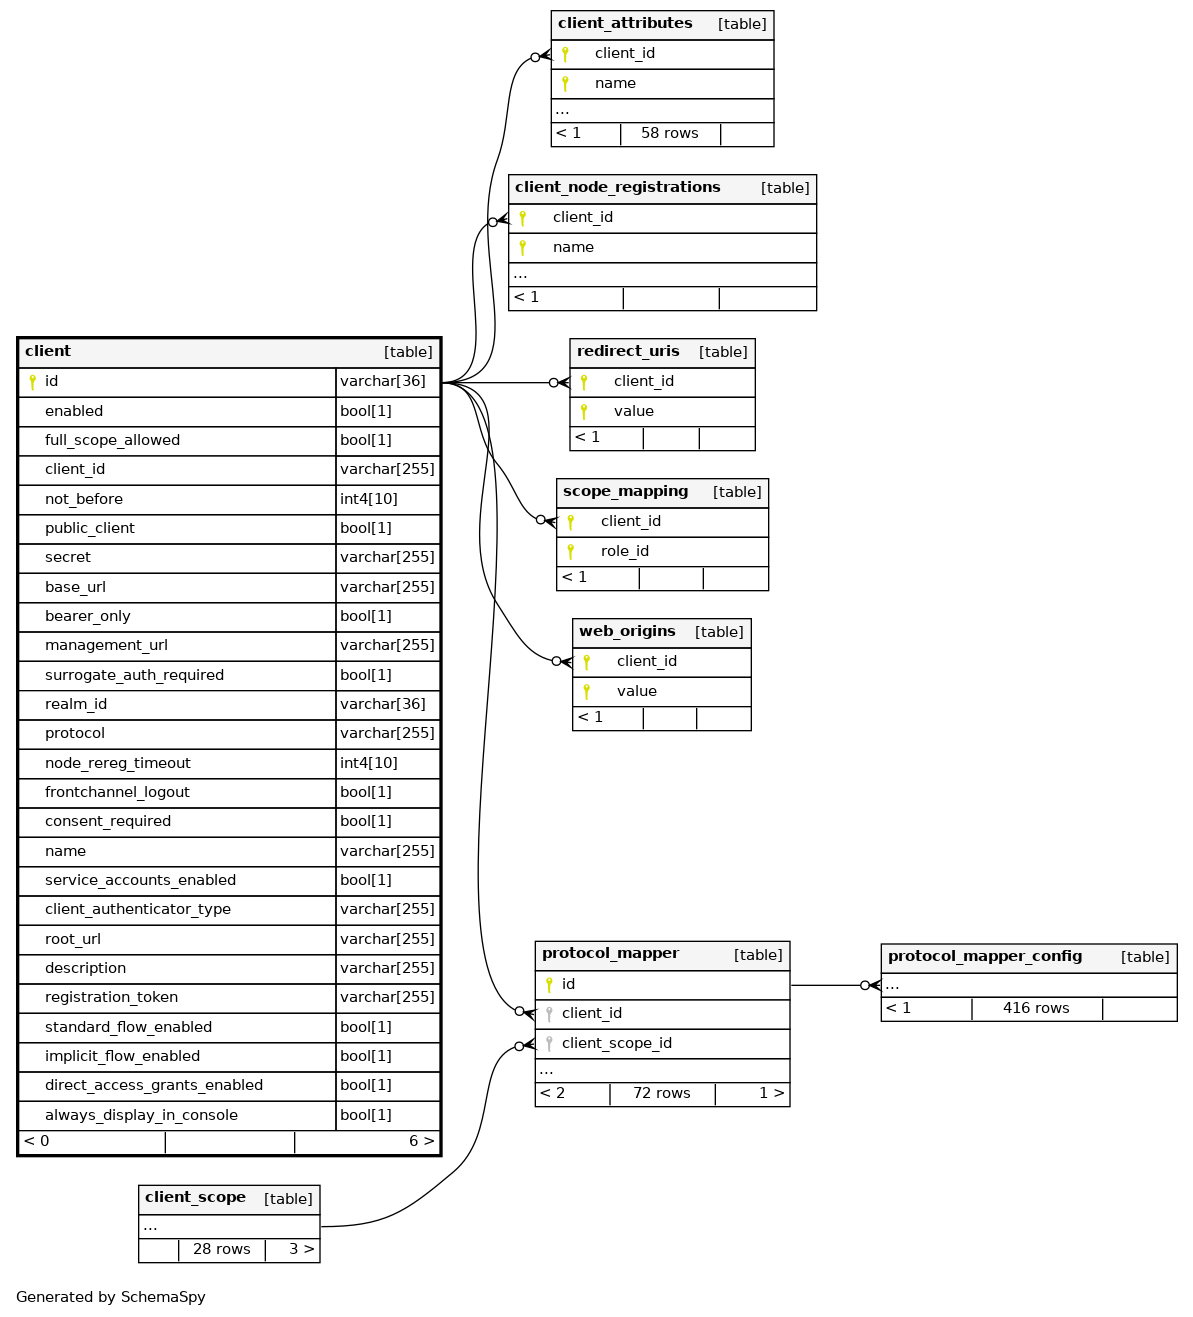 client_attributes [table]
client_id
name
...
< 1 58 rows
client_node_registrations [table]
client_id
name
...
< 1
client [table]
id varchar[36]
enabled bool[1]
full_scope_allowed bool[1]
client_id varchar[255]
not_before int4[10]
public_client bool[1]
secret varchar[255]
base_url varchar[255]
bearer_only bool[1]
management_url varchar[255]
surrogate_auth_required bool[1]
realm_id varchar[36]
protocol varchar[255]
node_rereg_timeout int4[10]
frontchannel_logout bool[1]
consent_required bool[1]
name varchar[255]
service_accounts_enabled bool[1]
client_authenticator_type varchar[255]
root_url varchar[255]
description varchar[255]
registration_token varchar[255]
standard_flow_enabled bool[1]
implicit_flow_enabled bool[1]
direct_access_grants_enabled bool[1]
always_display_in_console bool[1]
< 0 6 >
redirect_uris [table]
client_id
value
< 1
scope_mapping [table]
client_id
role_id
< 1
web_origins [table]
client_id
value
< 1
protocol_mapper [table]
id
client_id
client_scope_id
...
< 2 72 rows 1 >
protocol_mapper_config [table]
...
< 1 416 rows
client_scope [table]
...
28 rows 3 >
Generated by SchemaSpy